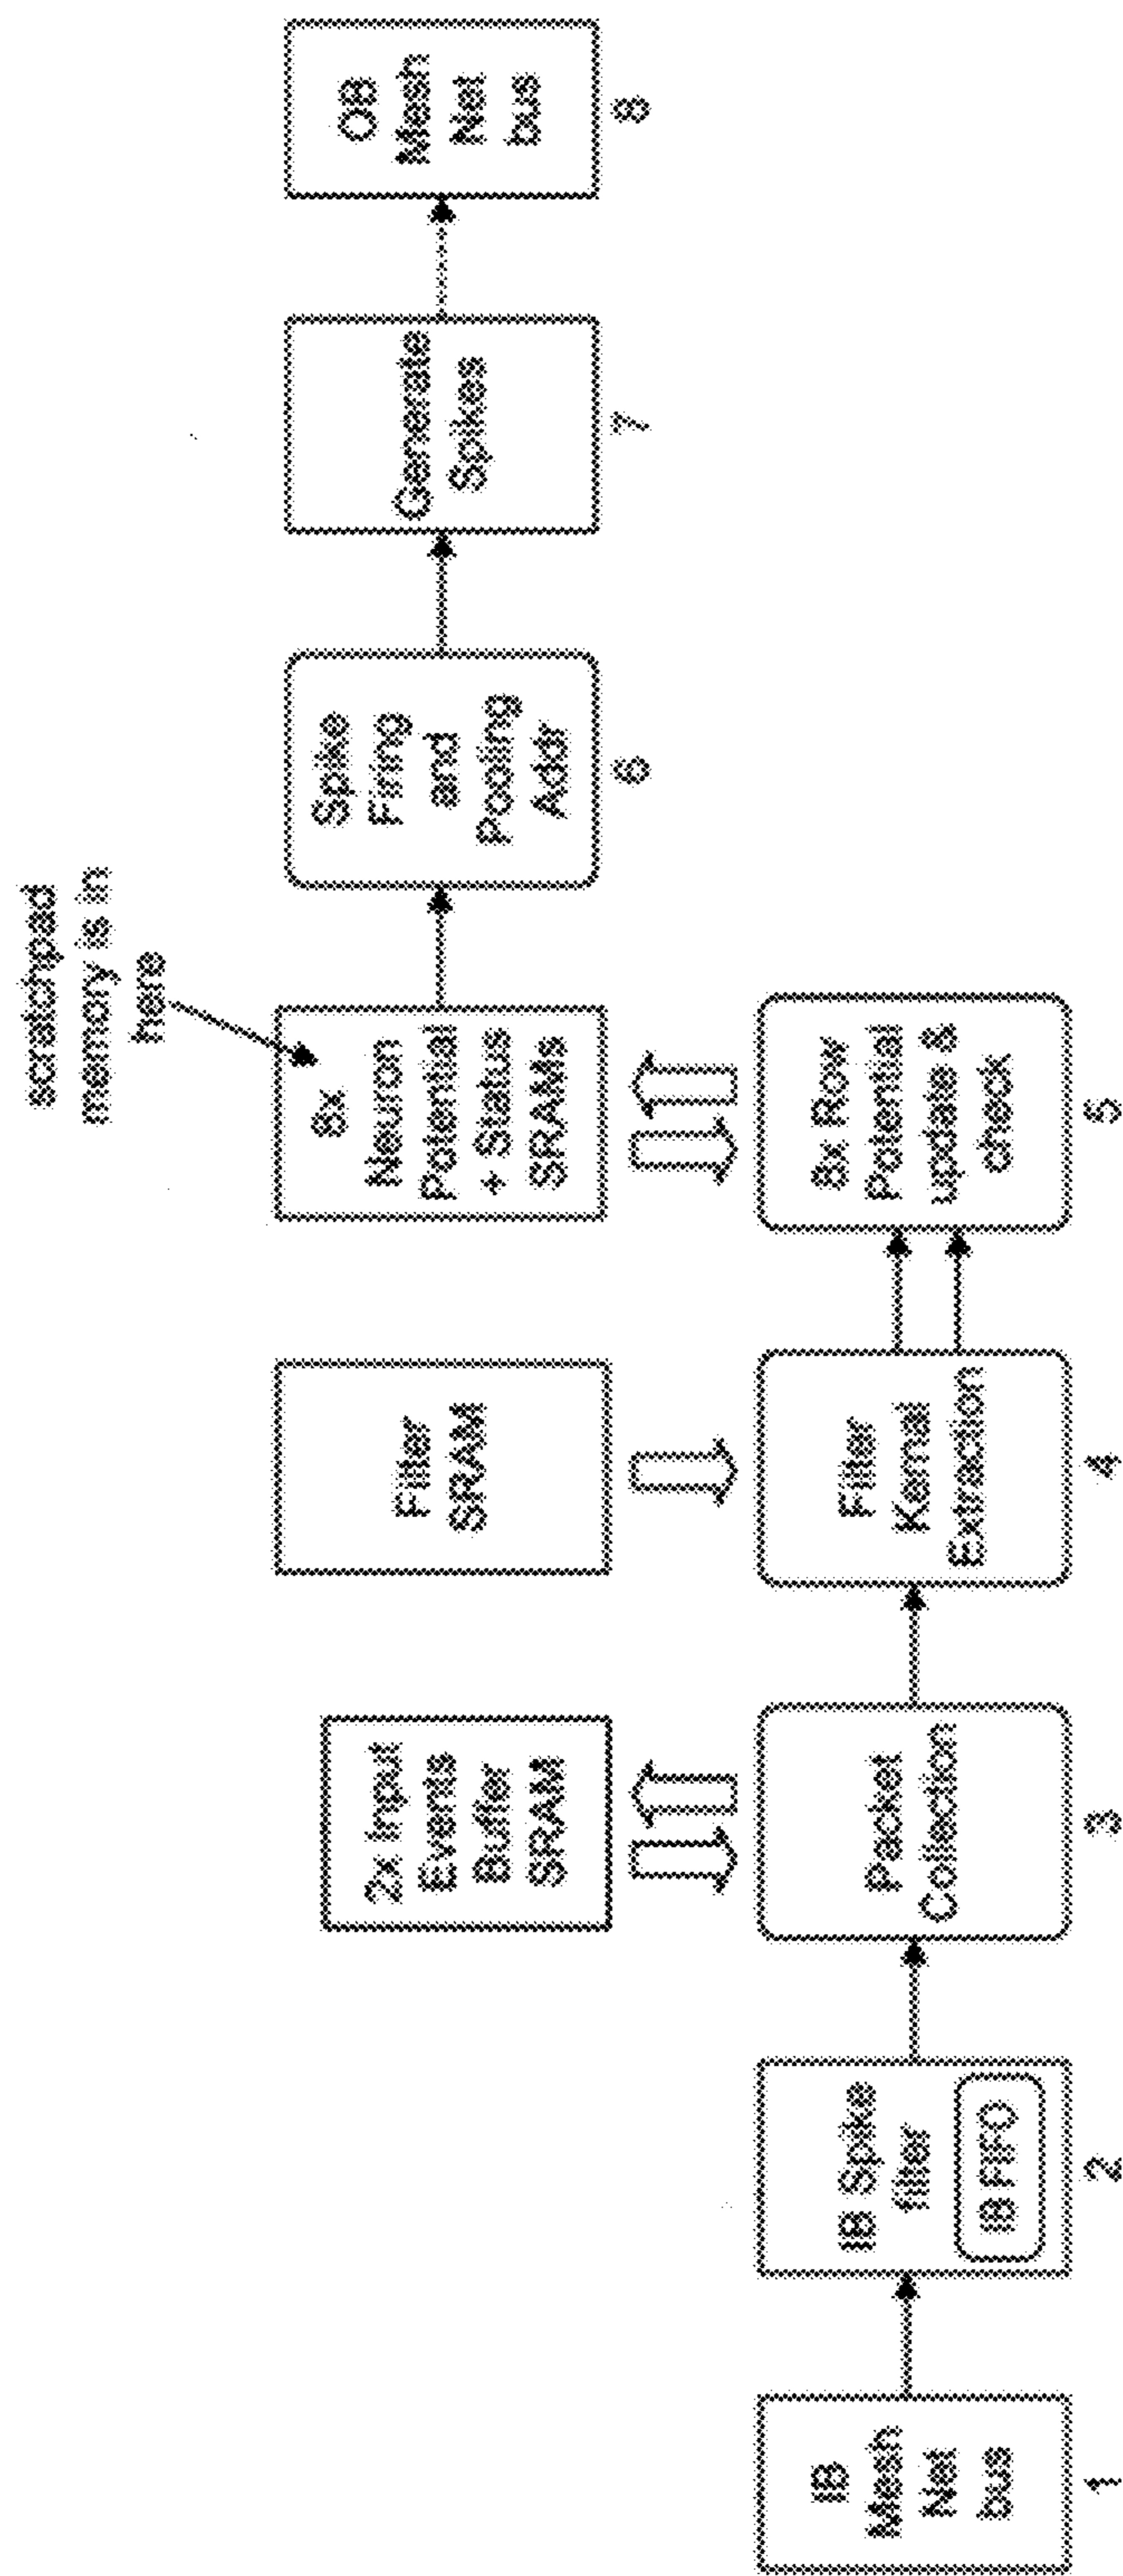 scratchpad
memory is in
here
2x Input
Events
Buffer
SRAM
Filter
SRAM
8x
Neuron
Potential
+ Status
SRAMs
Spike
Firing
and
Pooling
Addr
6
Generate
Spikes
7
OB
Mesh
Net
bus
8
IB
Mesh
Net
bus
1
IB Spike
filter
IB FIFO
2
Packet
Collection
3
Filter
Kernal
Extraction
4
8x Row
Potential
update &
check
5